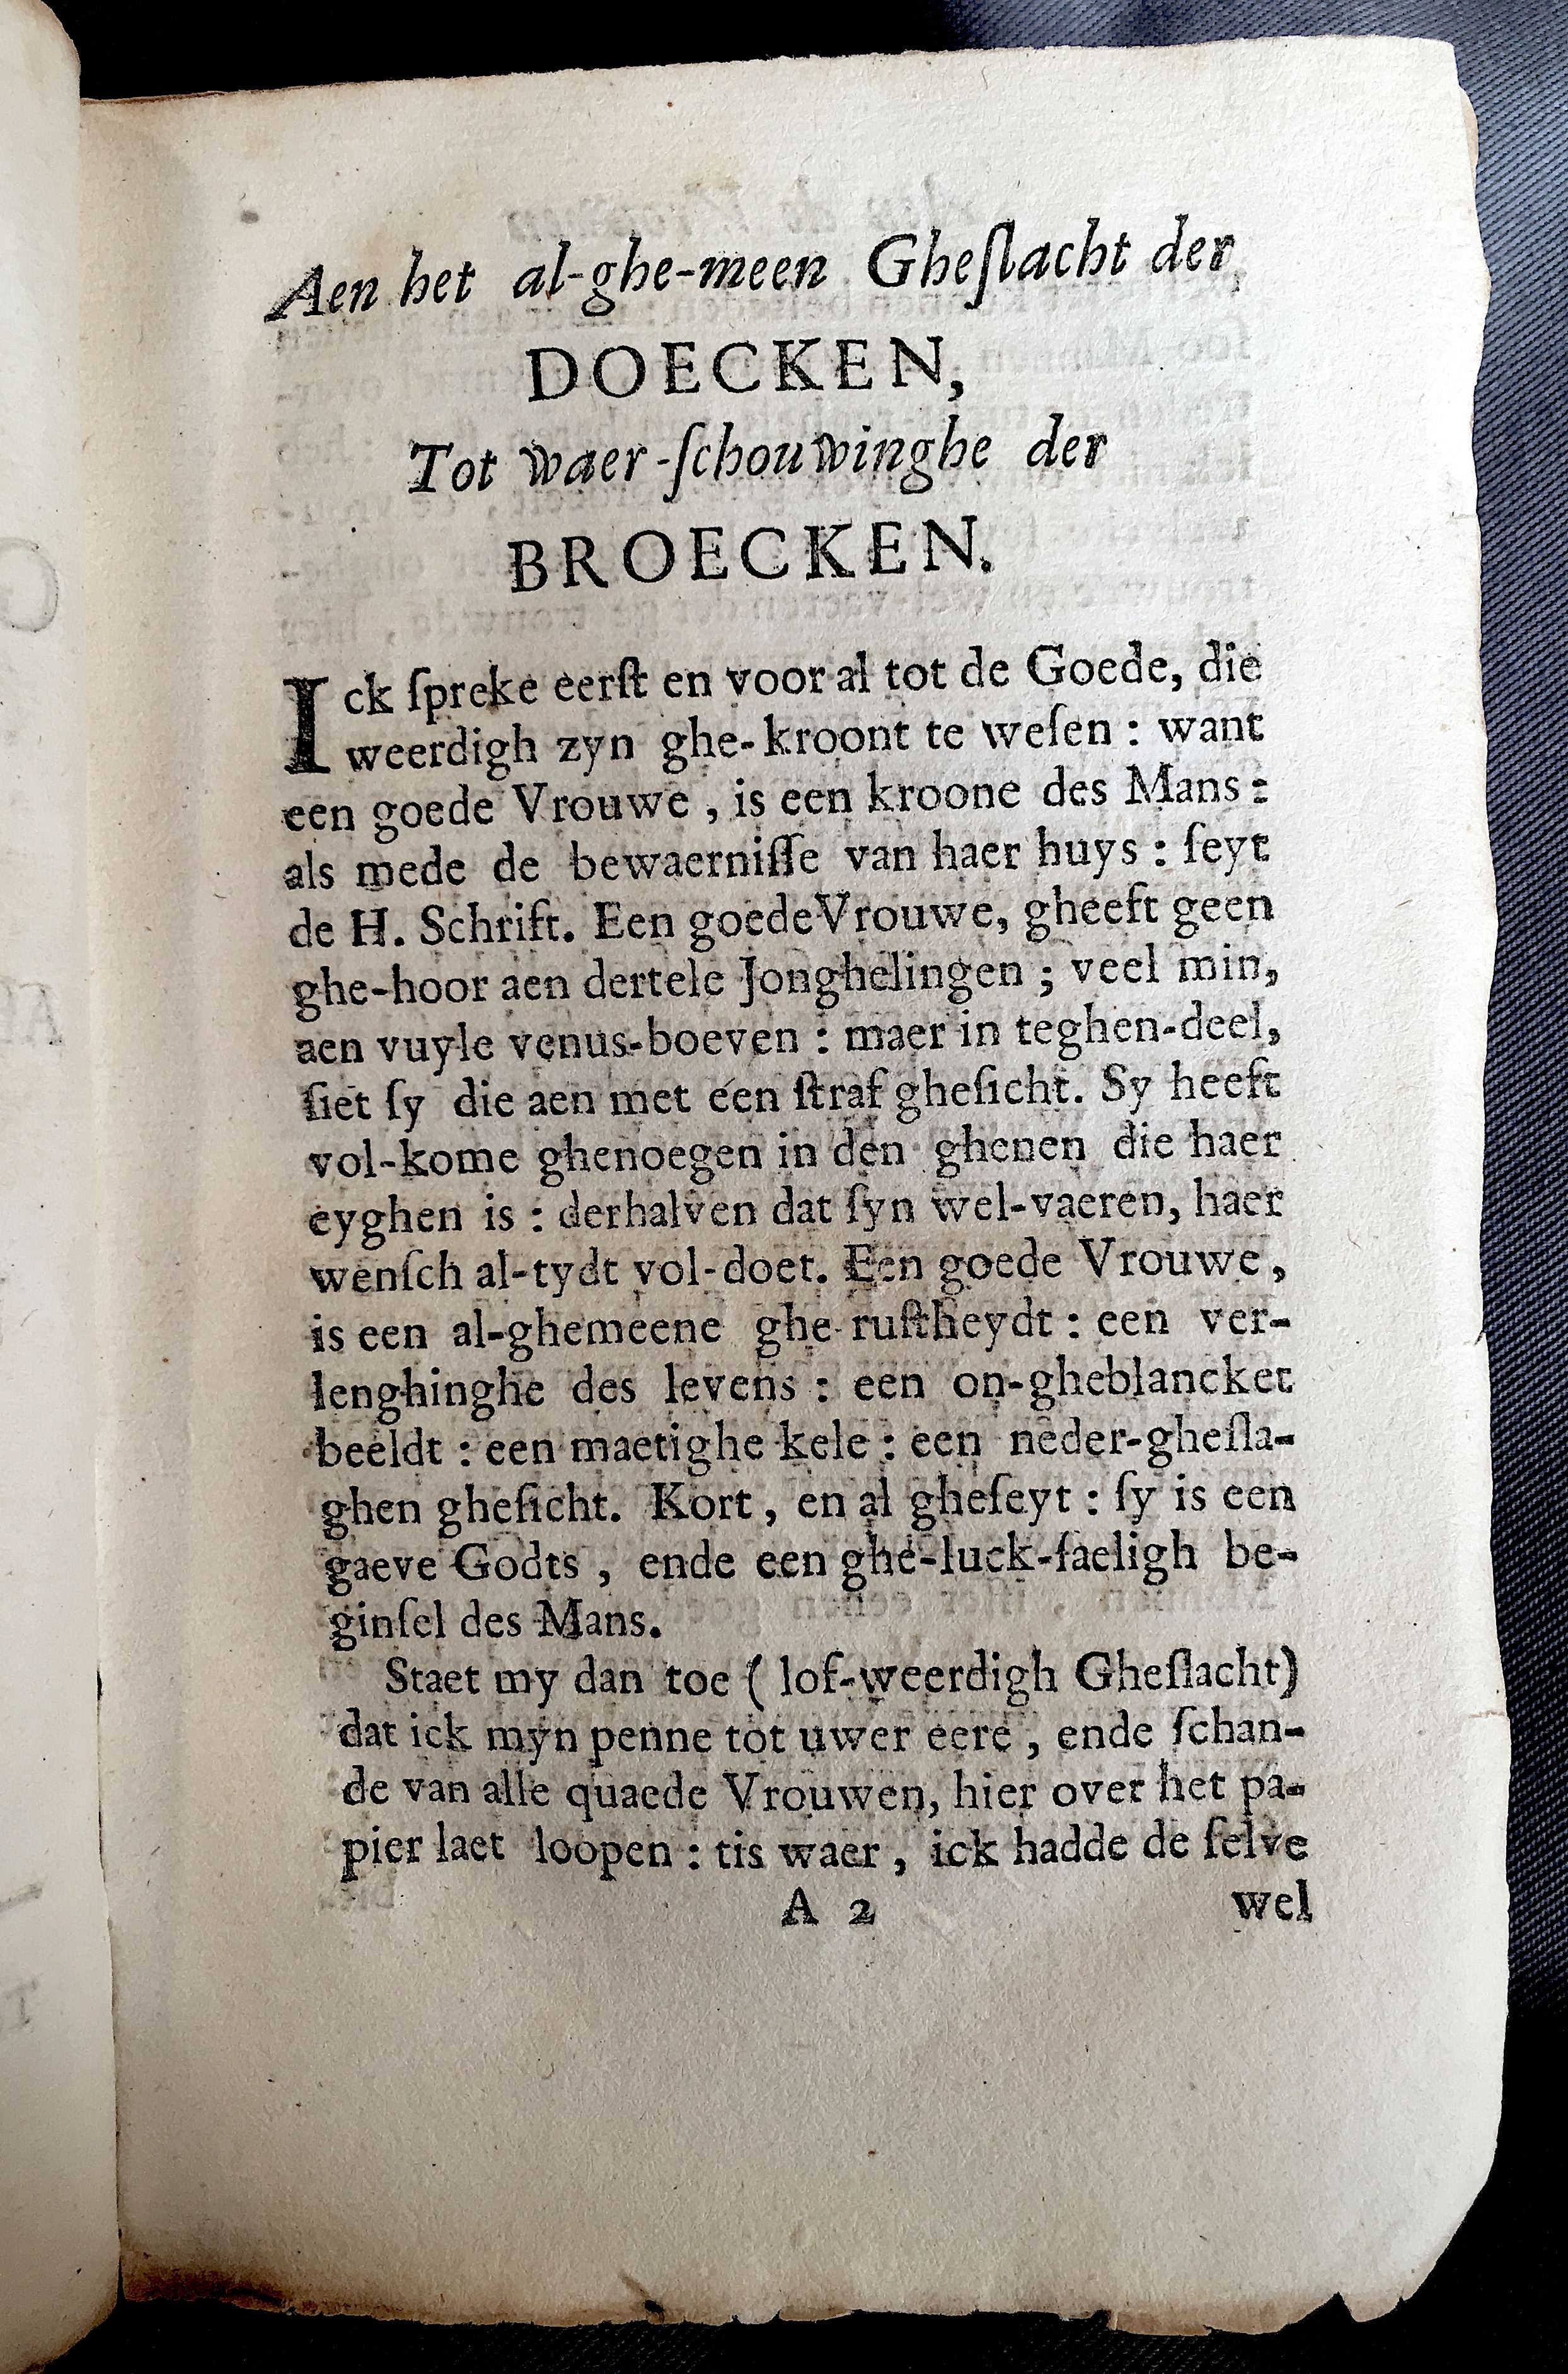 Aen het al-ghe-meen Gheſlacht der
DOECKEN,
Tot waer-ſchouwinghe der
BROECKEN.
Ick ſpreke eerſt en voor al tot de Goede, die
weerdigh zyn ghe-kroont te weſen : want
een goede Vrouwe , is een kroone des Mans :
als mede de bewaerniſſe van haer huys : ſeyt
de H. Schrift. Een goede Vrouwe, gheeft geen
ghe-hoor aen dertele Jonghelingen ; veel min,
aen vuyle venus-boeven : maer in teghen-deel,
ſiet ſy die aen met een ſtraf gheſicht. Sy heeft
vol-kome ghenoegen in den ghenen die haer
eyghen is : derhalven dat ſyn wel-vaeren, haer
wenſch al-tydt vol-doet. Een goede Vrouwe ,
is een al-ghemeene ghe-ruſtheydt : een ver-
lenghinghe des levens : een on-gheblancket
beeldt : een maetighe kele : een neder-gheſla-
ghen gheſicht. Kort , en al gheſeyt : ſy is een
gaeve Godts , ende een ghe-luck-ſaeligh be-
ginſel des Mans.
Staet my dan toe ( lof-weerdigh Gheſlacht)
dat ick myn penne tot uwer eere , ende ſchan-
de van alle quaede Vrouwen, hier over het pa-
pier laet loopen : tis waer , ick hadde de ſelve
A 2 wel